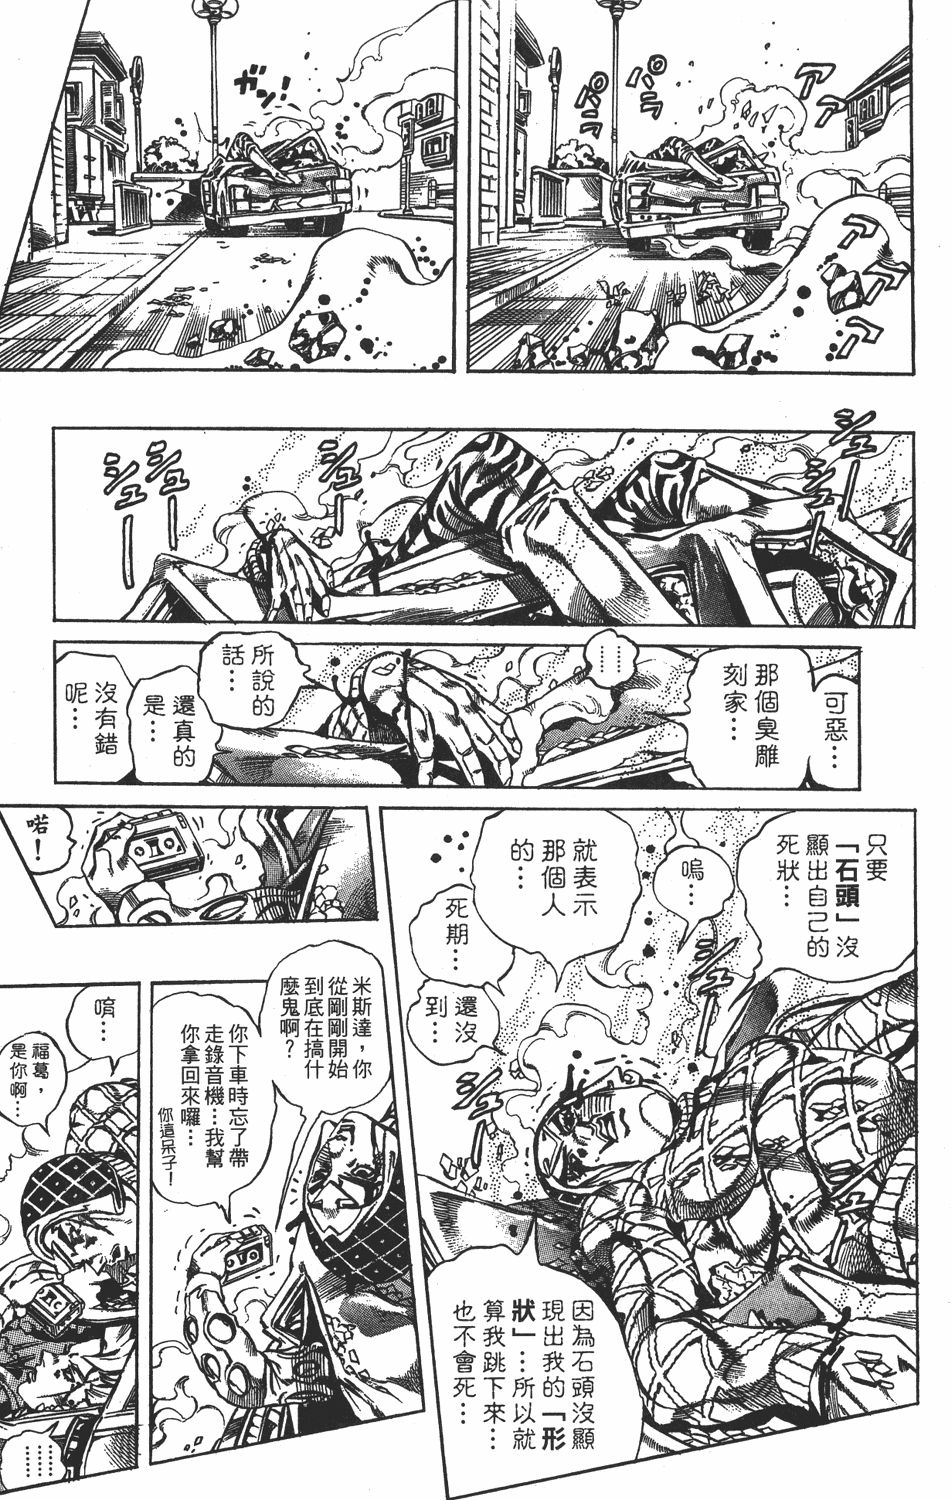 パラ
パラ
アアアア
ガン!
シュー
シュー
シュー
可惡…
那個臭雕
刻家…
……
所說的
話…
還真的
是…
沒有錯
呢…
只要
「石頭」沒
顯出自己的
死狀…
嗚…
就表示
那個人
的…
死期…
還沒
到…
シュー
シュー
因為石頭沒顯
現出我的「形
狀」…所以就
算我跳下來…
也不會死…
喏!
米斯達,你
從剛剛開始
到底在搞什
麼鬼啊?
你下車時忘了帶
走錄音機…我幫
你拿回來囉…
你這呆子!
唷…
福葛,
是你啊…
……